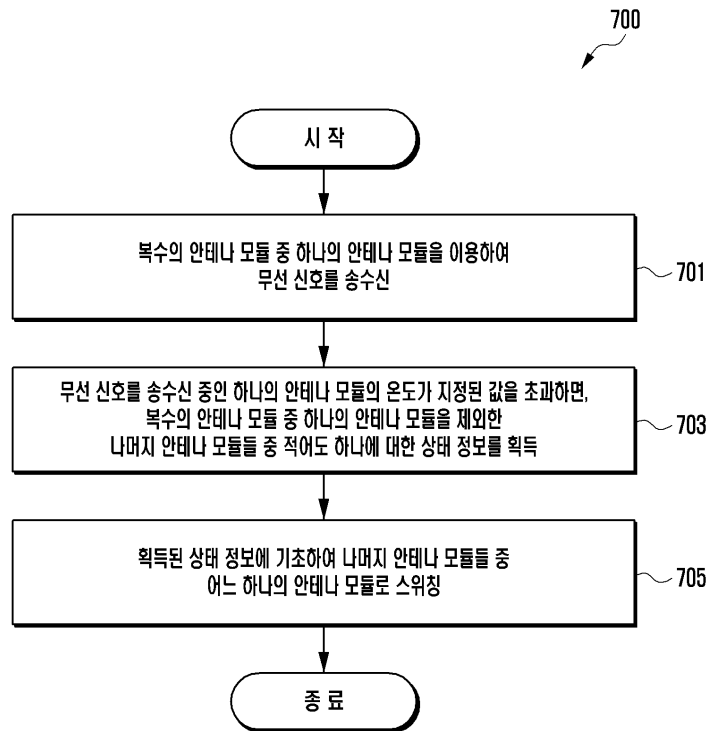 700
시 작
복수의 안테나 모듈 중 하나의 안테나 모듈을 이용하여
무선 신호를 송수신
701
무선 신호를 송수신 중인 하나의 안테나 모듈의 온도가 지정된 값을 초과하면,
복수의 안테나 모듈 중 하나의 안테나 모듈을 제외한
나머지 안테나 모듈들 중 적어도 하나에 대한 상태 정보를 획득
703
획득된 상태 정보에 기초하여 나머지 안테나 모듈들 중
어느 하나의 안테나 모듈로 스위칭
705
종 료